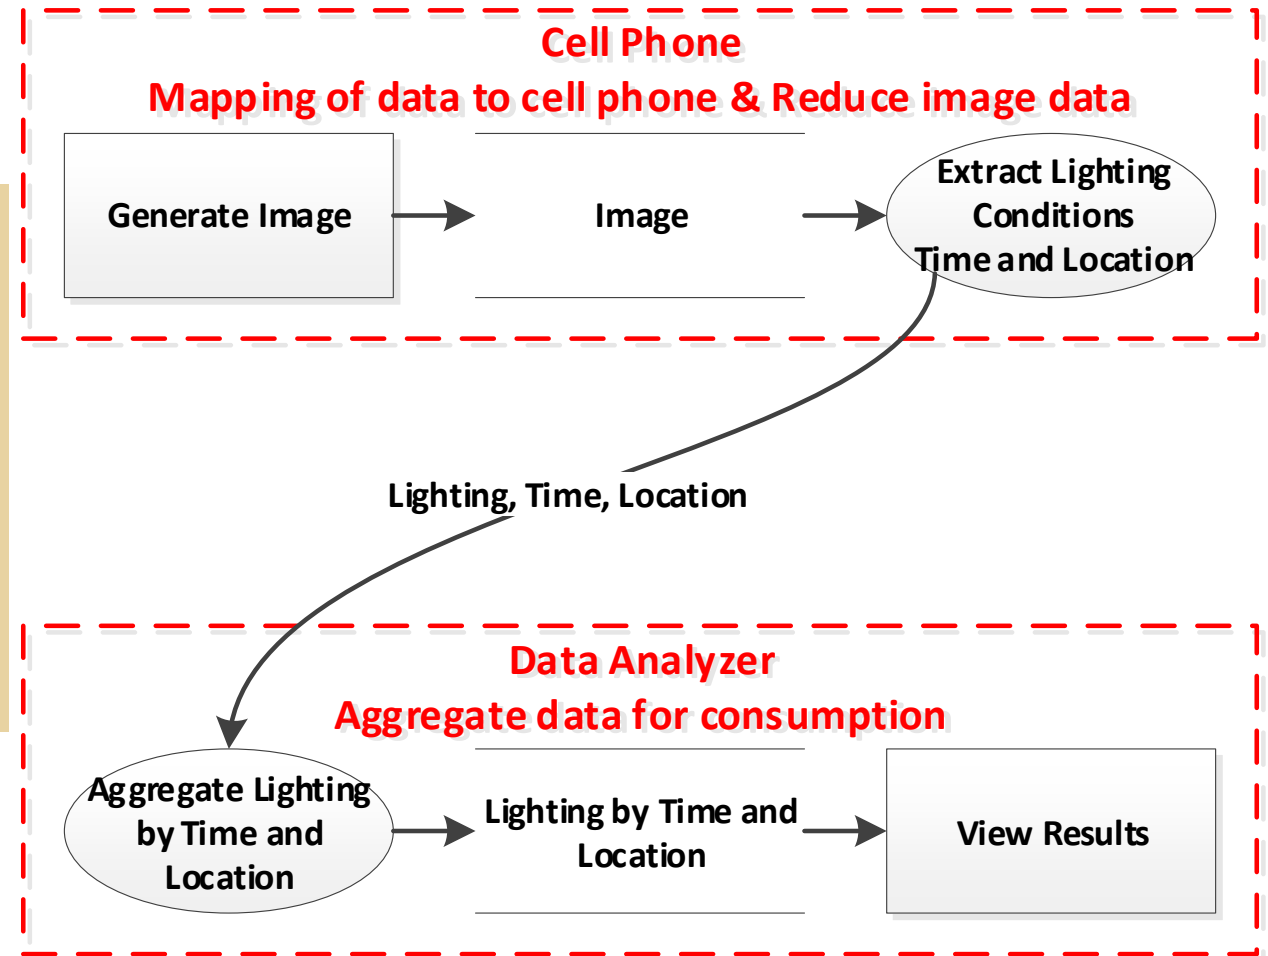 Cell Phone
Mapping of data to cell phone & Reduce image data
Generate Image
Image
Extract Lighting
Conditions
Time and Location
Lighting, Time, Location
Data Analyzer
Aggregate data for consumption
Aggregate Lighting
by Time and
Location
Lighting by Time and
Location
View Results